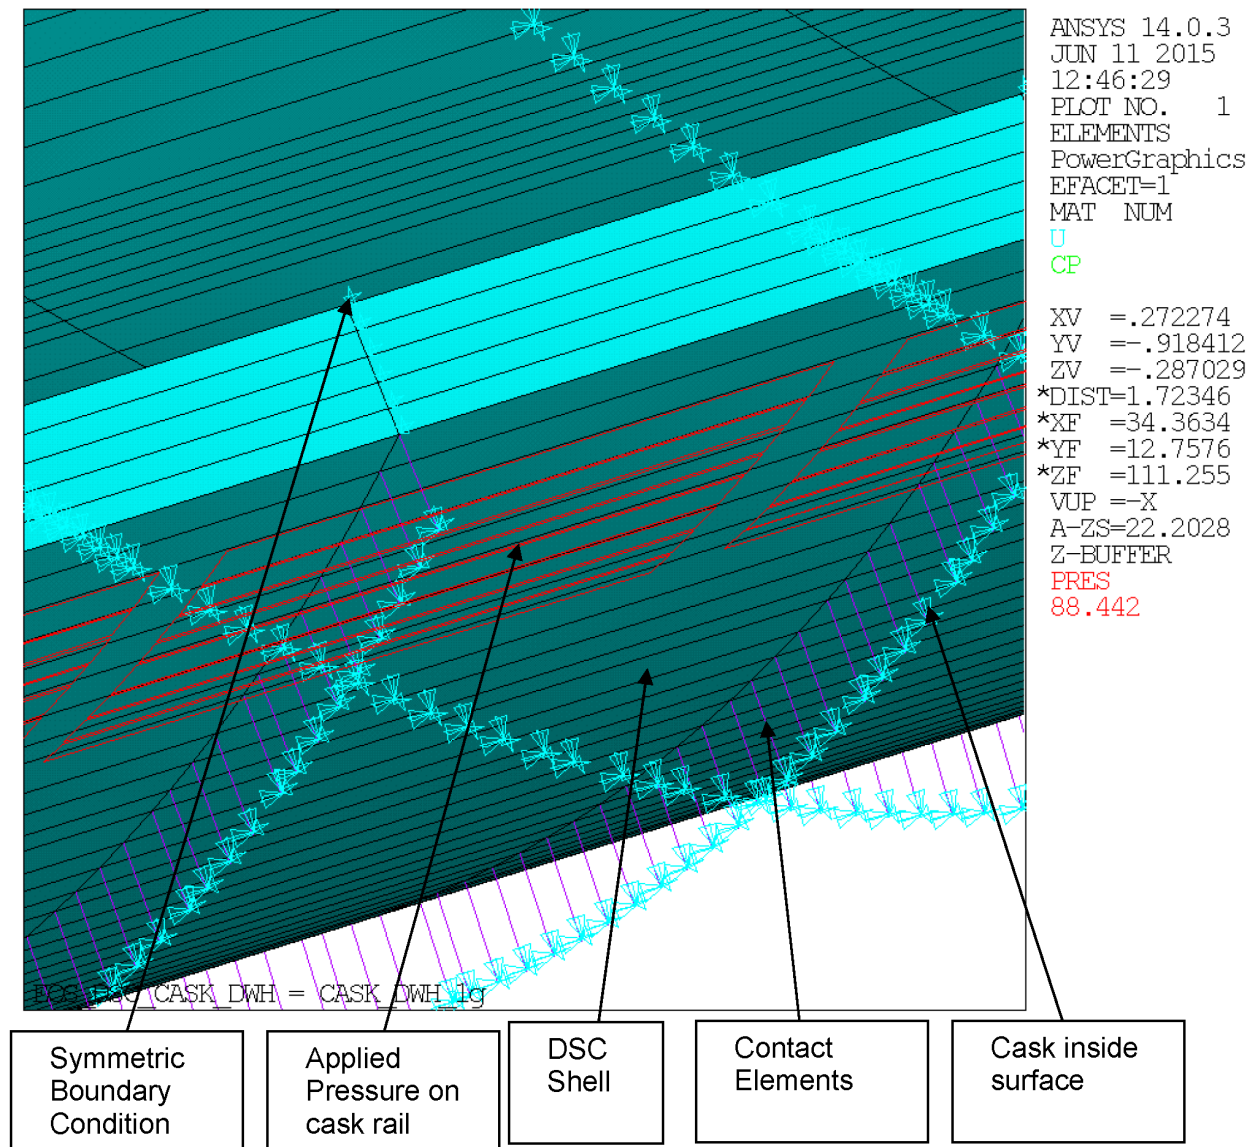 ANSYS 14.0.3
JUN 11 2015
12:46:29
PLOT NO.   1
ELEMENTS
PowerGraphics
EFACET=1
MAT  NUM
U
CP
XV  =.272274
YV  =-.918412
ZV  =-.287029
*DIST=1.72346
*XF  =34.3634
*YF  =12.7576
*ZF  =111.255
VUP =-X
A-ZS=22.2028
Z-BUFFER
PRES
88.442
EOS_DSC_CASK_DWH = CASK_DWH_1g
Symmetric
Boundary
Condition
Applied
Pressure on
cask rail
DSC
Shell
Contact
Elements
Cask inside
surface